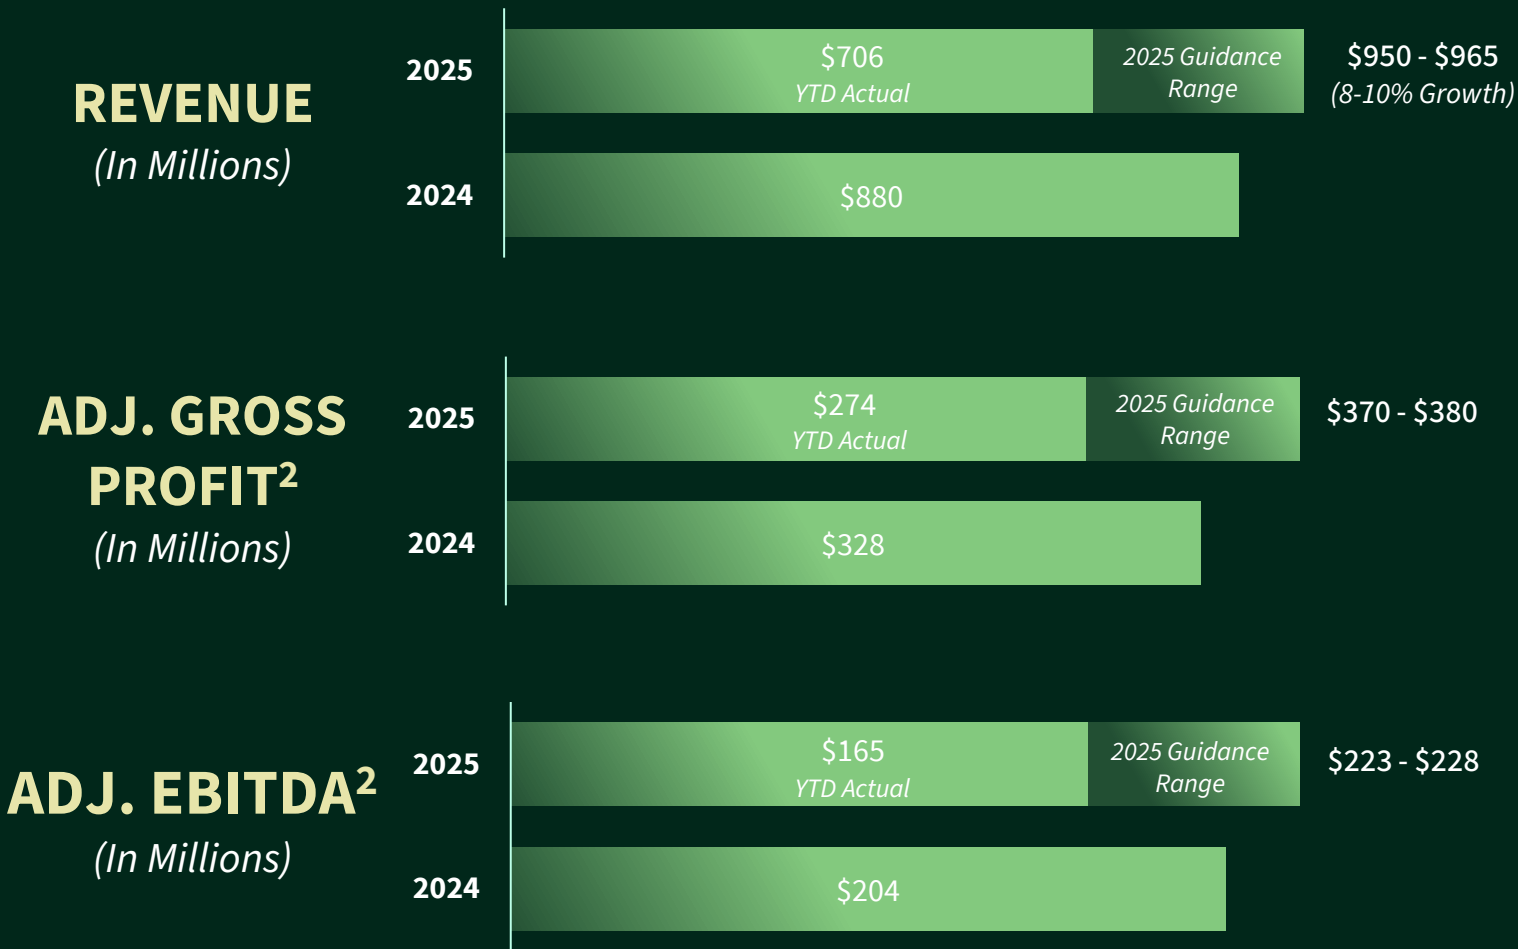 REVENUE
(In Millions)
2025
$706
YTD Actual
2025 Guidance
Range
$950 - $965
(8-10% Growth)
2024
$880
ADJ. GROSS
PROFIT²
(In Millions)
2025
$274
YTD Actual
2025 Guidance
Range
$370 - $380
2024
$328
ADJ. EBITDA²
(In Millions)
2025
$165
YTD Actual
2025 Guidance
Range
$223 - $228
2024
$204